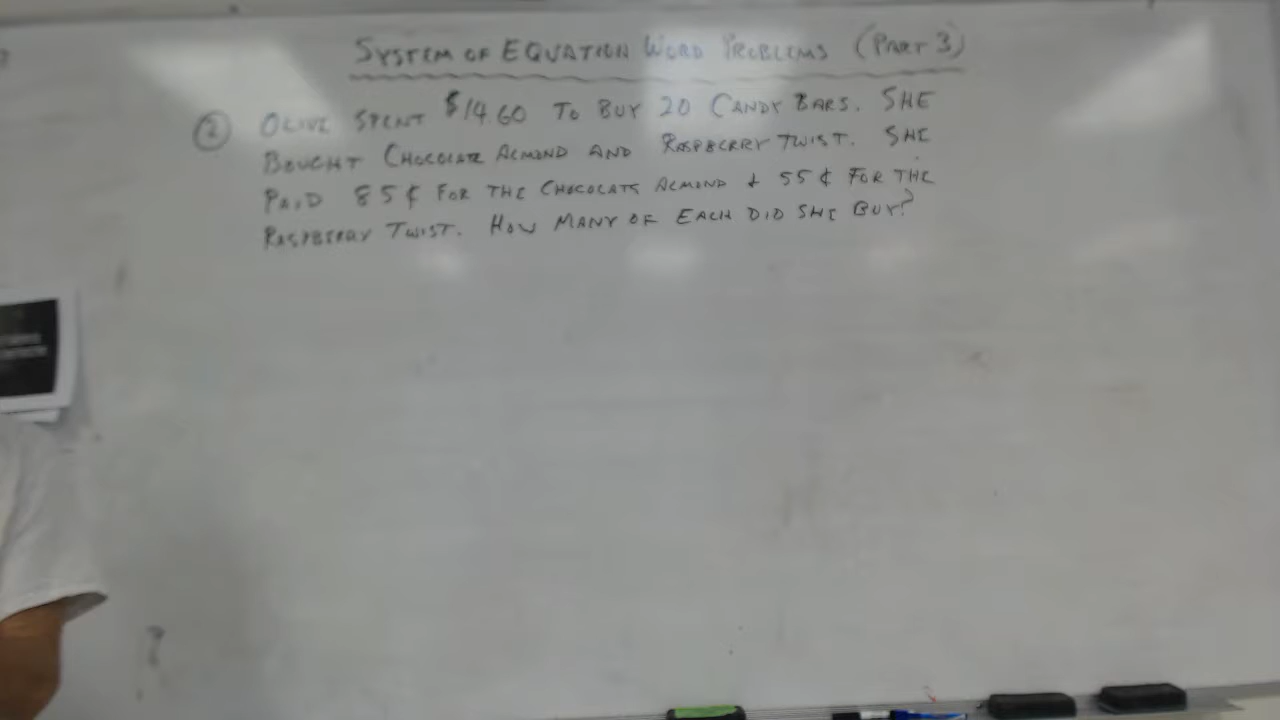 SYSTEM OF EQUATION WORD PROBLEMS (PART 3)
② OLIVE SPENT $14.60 TO BUY 20 CANDY BARS. SHE
BOUGHT CHOCOLATE ALMOND AND RASPBERRY TWIST. SHE
PAID 85¢ FOR THE CHOCOLATE ALMOND & 55¢ FOR THE
RASPBERRY TWIST. HOW MANY OF EACH DID SHE BUY?